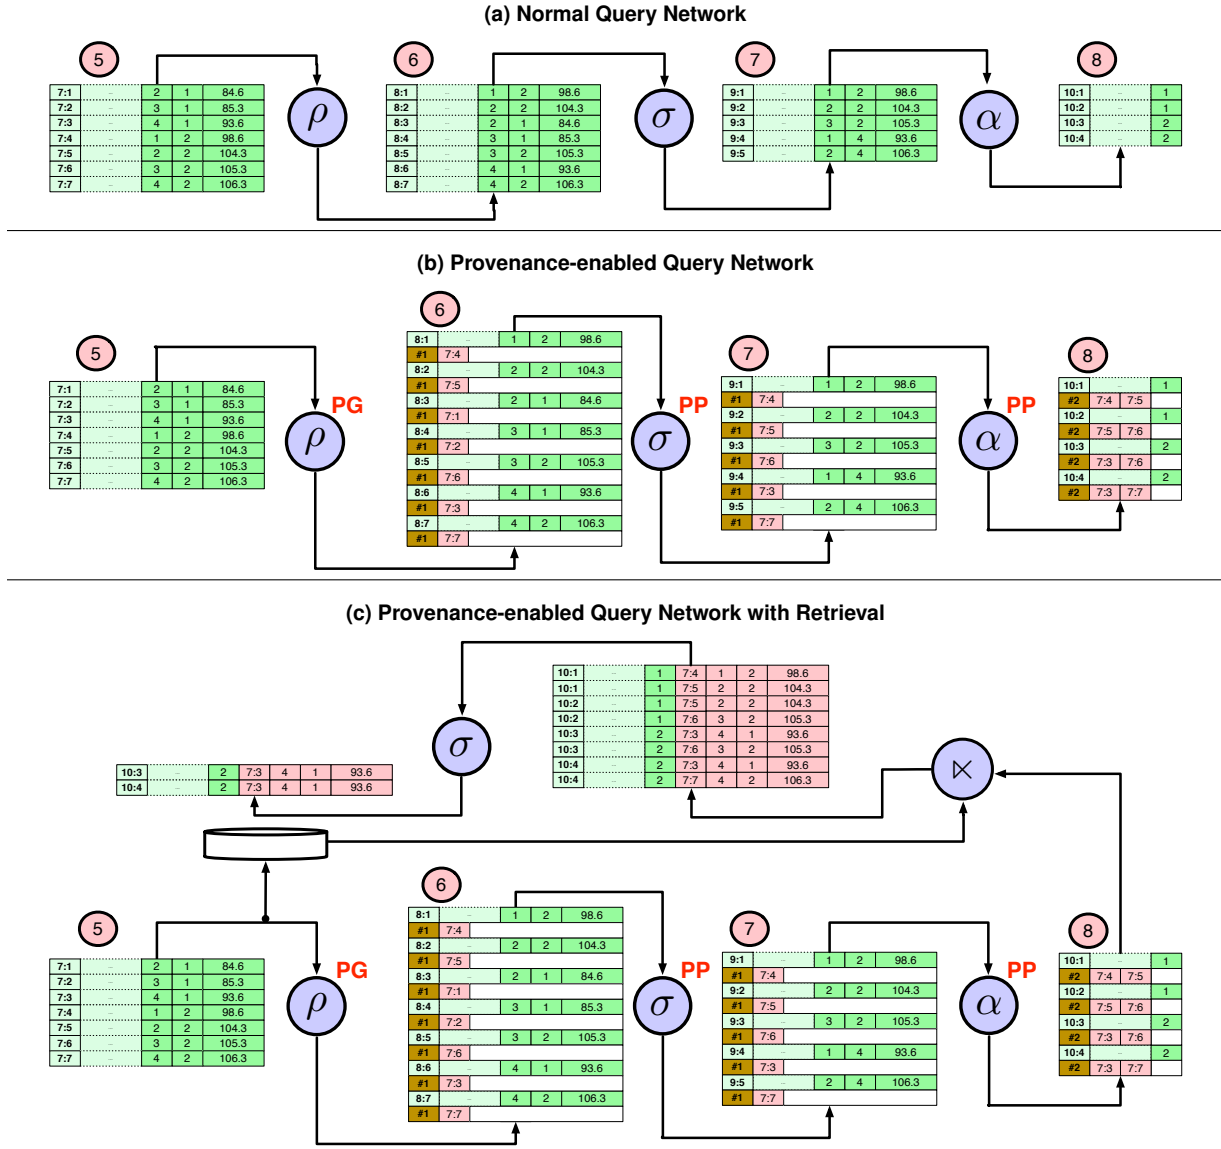 (a) Normal Query Network
5 6 7 8
7:1 – 2 1 84.6
7:2 – 3 1 85.3
7:3 – 4 1 93.6
7:4 – 1 2 98.6
7:5 – 2 2 104.3
7:6 – 3 2 105.3
7:7 – 4 2 106.3
ρ
8:1 – 1 2 98.6
8:2 – 2 2 104.3
8:3 – 2 1 84.6
8:4 – 3 1 85.3
8:5 – 3 2 105.3
8:6 – 4 1 93.6
8:7 – 4 2 106.3
σ
9:1 – 1 2 98.6
9:2 – 2 2 104.3
9:3 – 3 2 105.3
9:4 – 1 4 93.6
9:5 – 2 4 106.3
α
10:1 – 1
10:2 – 1
10:3 – 2
10:4 – 2
(b) Provenance-enabled Query Network
5
7:1 – 2 1 84.6
7:2 – 3 1 85.3
7:3 – 4 1 93.6
7:4 – 1 2 98.6
7:5 – 2 2 104.3
7:6 – 3 2 105.3
7:7 – 4 2 106.3
PG
ρ
6
8:1 – 1 2 98.6
#1 7:4
8:2 – 2 2 104.3
#1 7:5
8:3 – 2 1 84.6
#1 7:1
8:4 – 3 1 85.3
#1 7:2
8:5 – 3 2 105.3
#1 7:6
8:6 – 4 1 93.6
#1 7:3
8:7 – 4 2 106.3
#1 7:7
PP
σ
7
9:1 – 1 2 98.6
#1 7:4
9:2 – 2 2 104.3
#1 7:5
9:3 – 3 2 105.3
#1 7:6
9:4 – 1 4 93.6
#1 7:3
9:5 – 2 4 106.3
#1 7:7
PP
α
8
10:1 – 1
#2 7:4 7:5
10:2 – 1
#2 7:5 7:6
10:3 – 2
#2 7:3 7:6
10:4 – 2
#2 7:3 7:7
(c) Provenance-enabled Query Network with Retrieval
10:1 – 1 7:4 1 2 98.6
10:1 – 1 7:5 2 2 104.3
10:2 – 1 7:5 2 2 104.3
10:2 – 1 7:6 3 2 105.3
10:3 – 2 7:3 4 1 93.6
10:3 – 2 7:6 3 2 105.3
10:4 – 2 7:3 4 1 93.6
10:4 – 2 7:7 4 2 106.3
σ
⋉
10:3 – 2 7:3 4 1 93.6
10:4 – 2 7:3 4 1 93.6
5
7:1 – 2 1 84.6
7:2 – 3 1 85.3
7:3 – 4 1 93.6
7:4 – 1 2 98.6
7:5 – 2 2 104.3
7:6 – 3 2 105.3
7:7 – 4 2 106.3
PG
ρ
6
8:1 – 1 2 98.6
#1 7:4
8:2 – 2 2 104.3
#1 7:5
8:3 – 2 1 84.6
#1 7:1
8:4 – 3 1 85.3
#1 7:2
8:5 – 3 2 105.3
#1 7:6
8:6 – 4 1 93.6
#1 7:3
8:7 – 4 2 106.3
#1 7:7
PP
σ
7
9:1 – 1 2 98.6
#1 7:4
9:2 – 2 2 104.3
#1 7:5
9:3 – 3 2 105.3
#1 7:6
9:4 – 1 4 93.6
#1 7:3
9:5 – 2 4 106.3
#1 7:7
PP
α
8
10:1 – 1
#2 7:4 7:5
10:2 – 1
#2 7:5 7:6
10:3 – 2
#2 7:3 7:6
10:4 – 2
#2 7:3 7:7